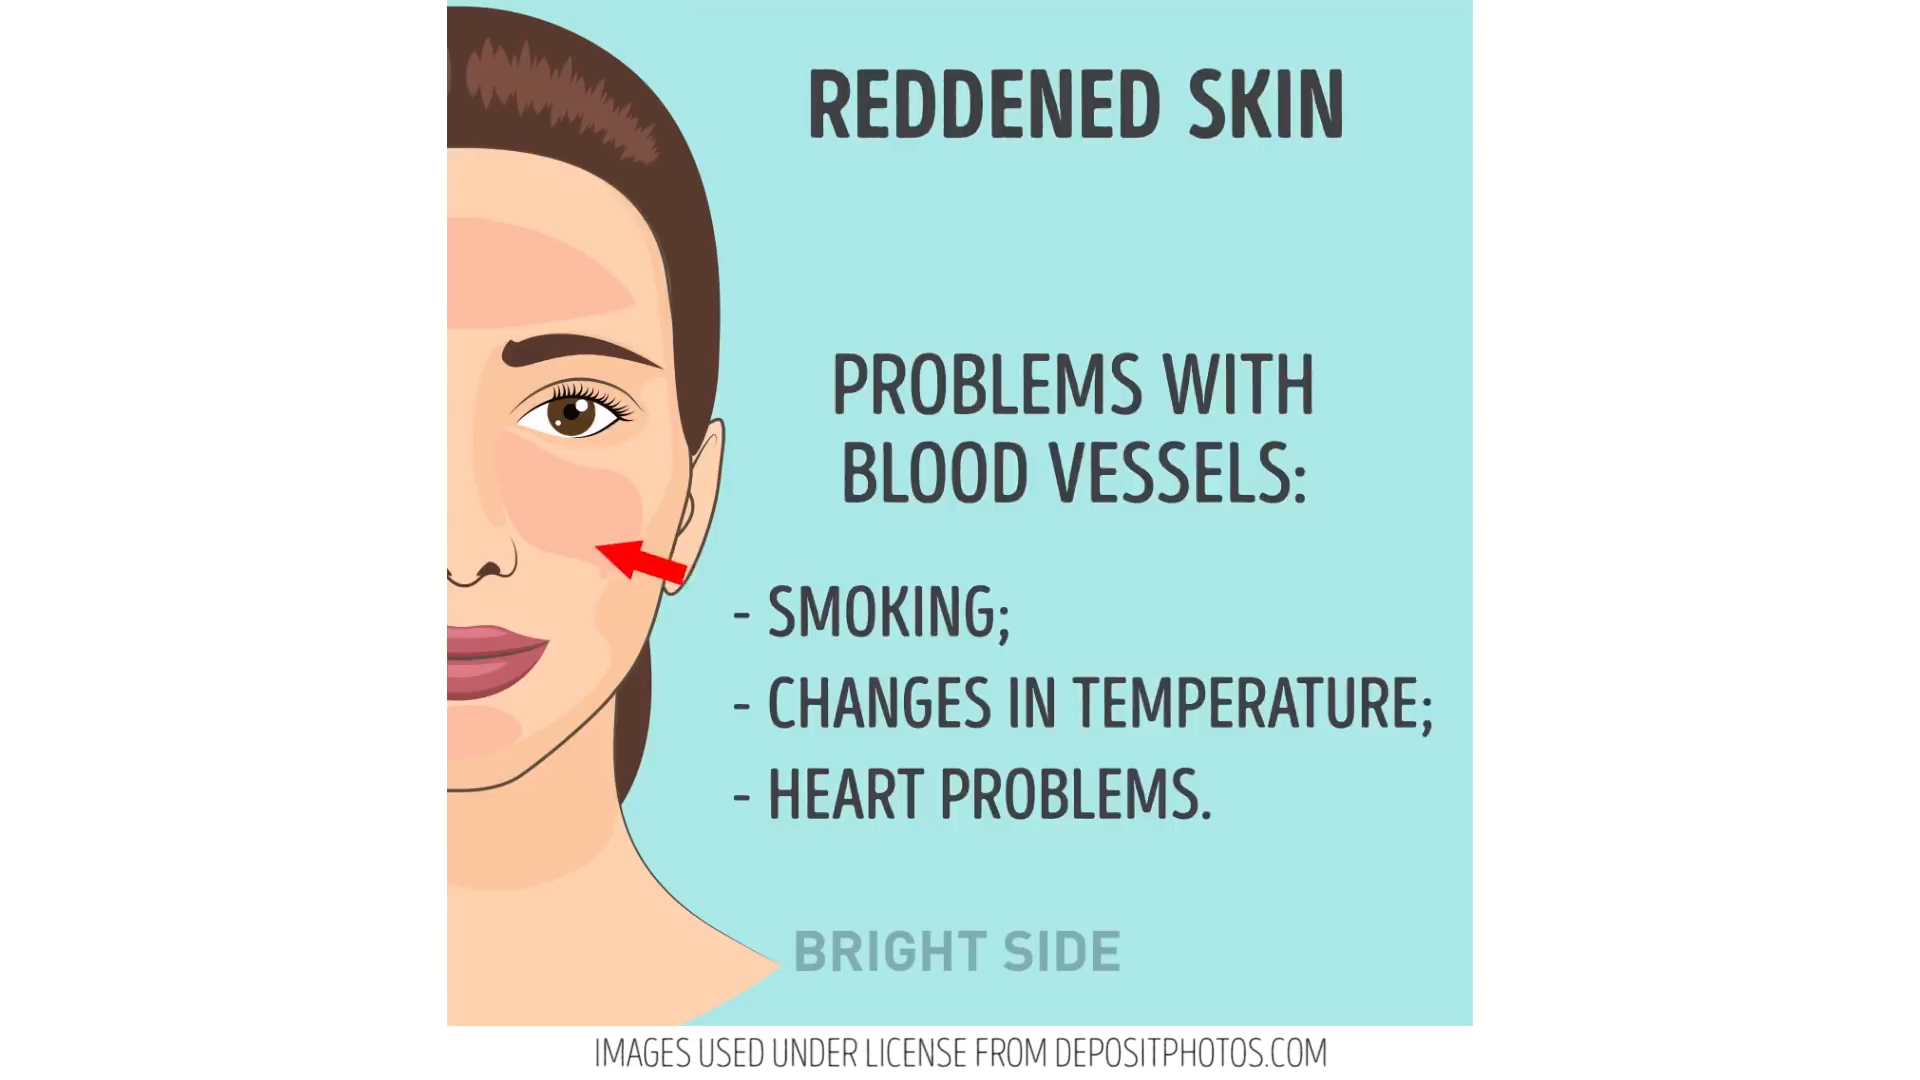 REDDENED SKIN
PROBLEMS WITH
BLOOD VESSELS:
- SMOKING;
- CHANGES IN TEMPERATURE;
- HEART PROBLEMS.
BRIGHT SIDE
IMAGES USED UNDER LICENSE FROM DEPOSITPHOTOS.COM